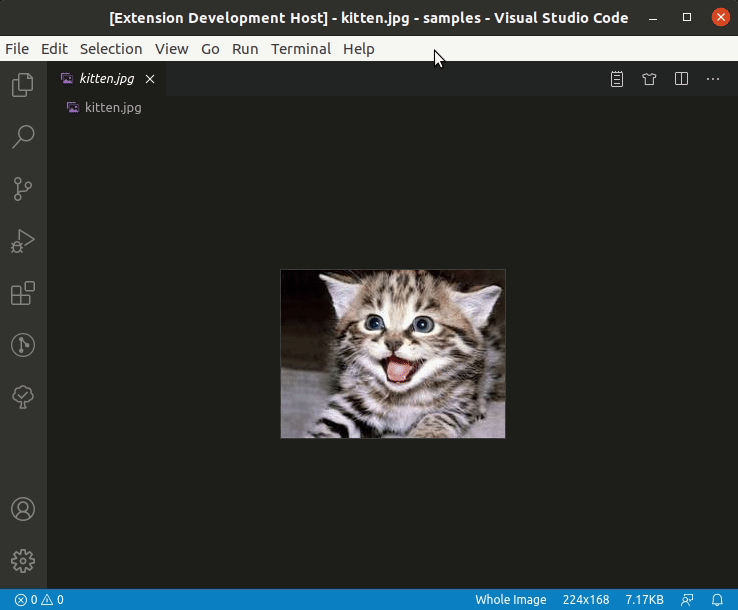 [Extension Development Host] - kitten.jpg - samples - Visual Studio Code
File Edit Selection View Go Run Terminal Help
kitten.jpg
kitten.jpg
0 0 Whole Image 224x168 7.17KB